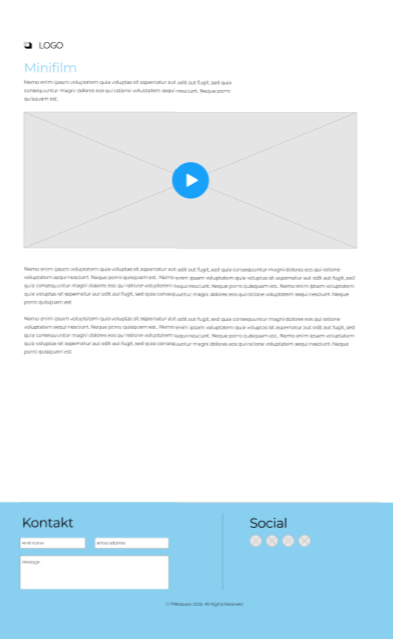 LOGO
Minifilm
Nemo enim ipsam voluptatem quia voluptas sit aspernatur aut odit aut fugit, sed quia
consequuntur magni dolores eos qui ratione voluptatem sequi nesciunt. Neque porro
quisquam est.
Nemo enim ipsam voluptatem quia voluptas sit aspernatur aut odit aut fugit, sed quia consequuntur magni dolores eos qui ratione
voluptatem sequi nesciunt. Neque porro quisquam est. Nemo enim ipsam voluptatem quia voluptas sit aspernatur aut odit aut fugit, sed
quia consequuntur magni dolores eos qui ratione voluptatem sequi nesciunt. Neque porro quisquam est. Nemo enim ipsam voluptatem
quia voluptas sit aspernatur aut odit aut fugit, sed quia consequuntur magni dolores eos qui ratione voluptatem sequi nesciunt. Neque
porro quisquam est
Nemo enim ipsam voluptatem quia voluptas sit aspernatur aut odit aut fugit, sed quia consequuntur magni dolores eos qui ratione
voluptatem sequi nesciunt. Neque porro quisquam est. Nemo enim ipsam voluptatem quia voluptas sit aspernatur aut odit aut fugit, sed
quia consequuntur magni dolores eos qui ratione voluptatem sequi nesciunt. Neque porro quisquam est. Nemo enim ipsam voluptatem
quia voluptas sit aspernatur aut odit aut fugit, sed quia consequuntur magni dolores eos qui ratione voluptatem sequi nesciunt. Neque
porro quisquam est
Kontakt
Social
message
© All Rights Reserved